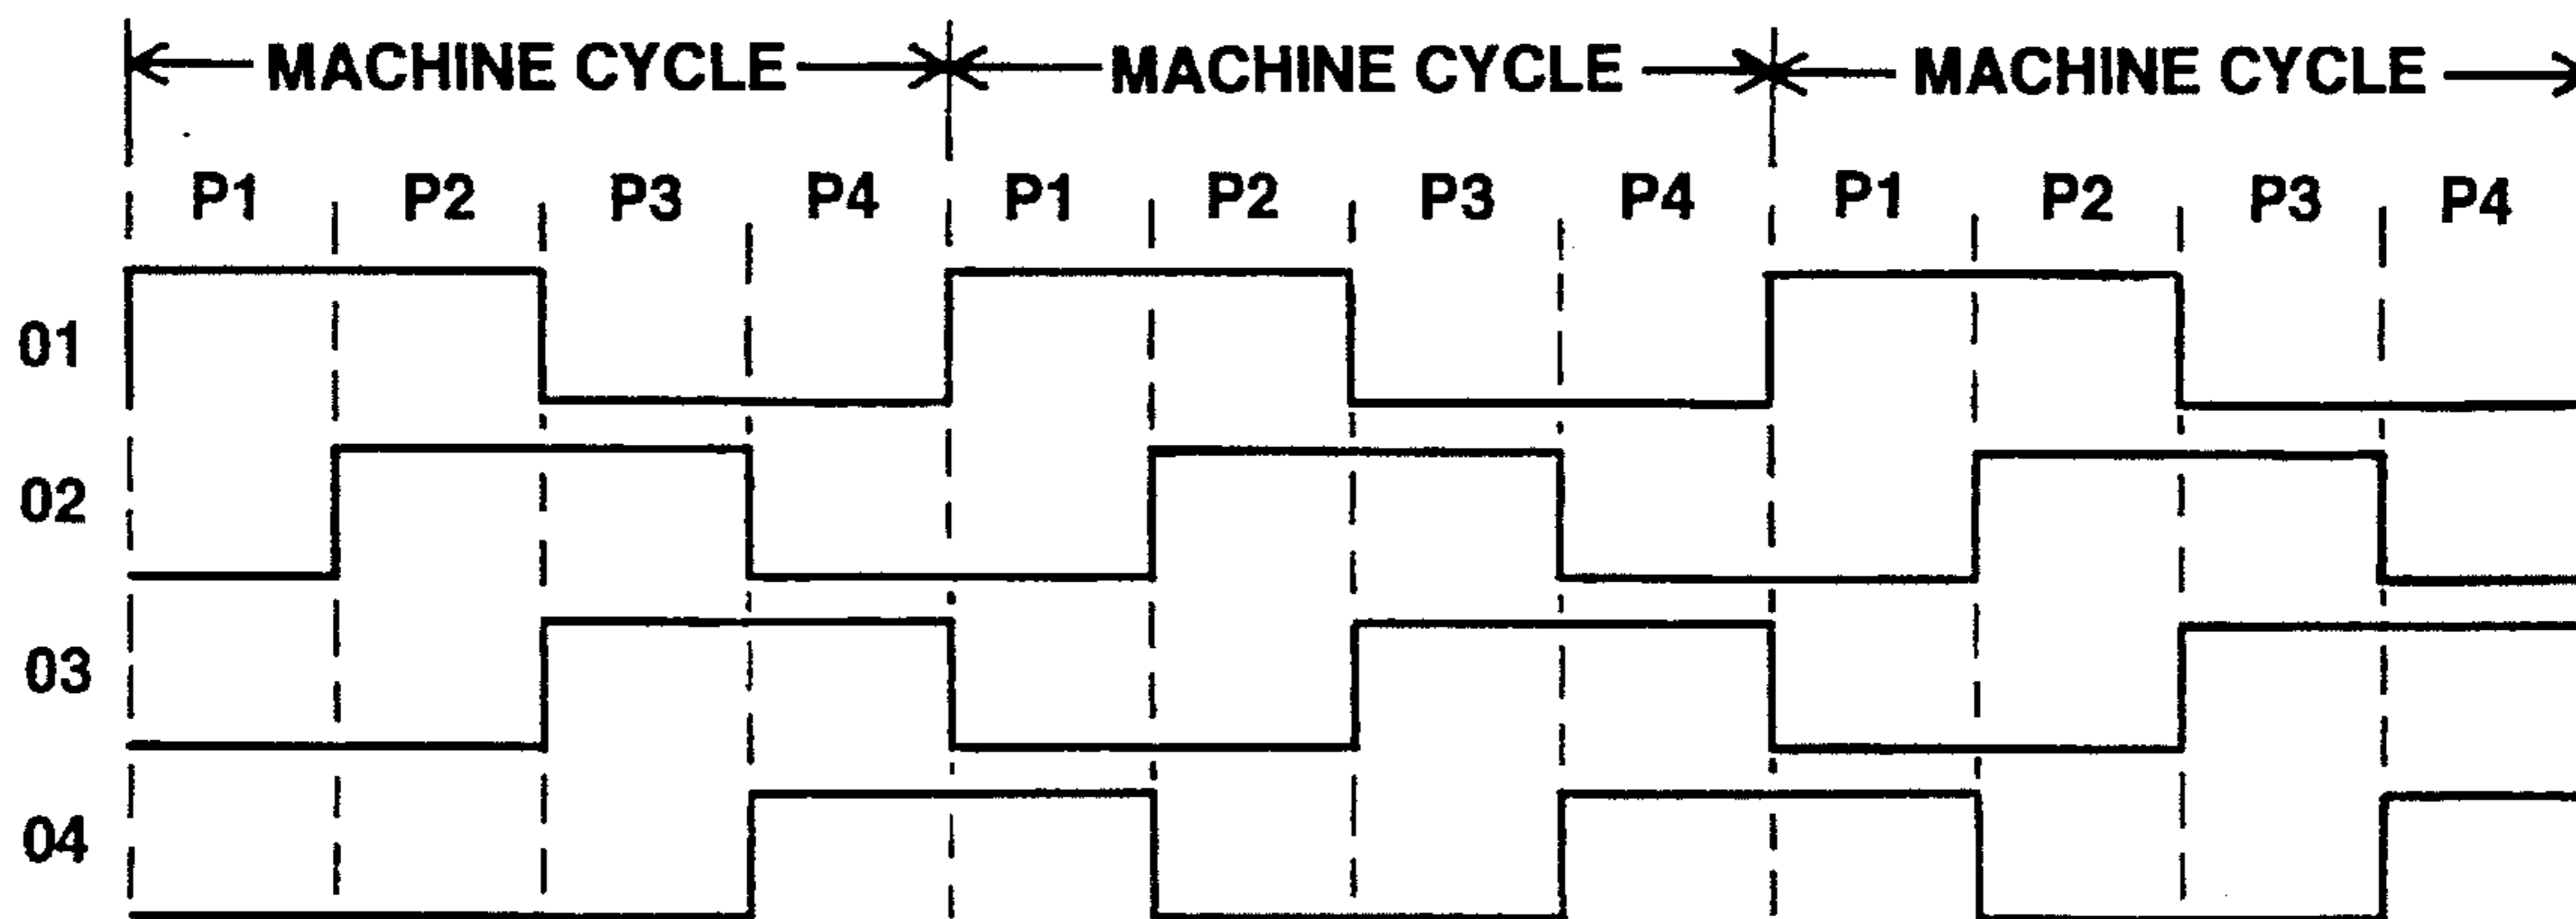 MACHINE CYCLE MACHINE CYCLE MACHINE CYCLE
P1 P2 P3 P4 P1 P2 P3 P4 P1 P2 P3 P4
01
02
03
04